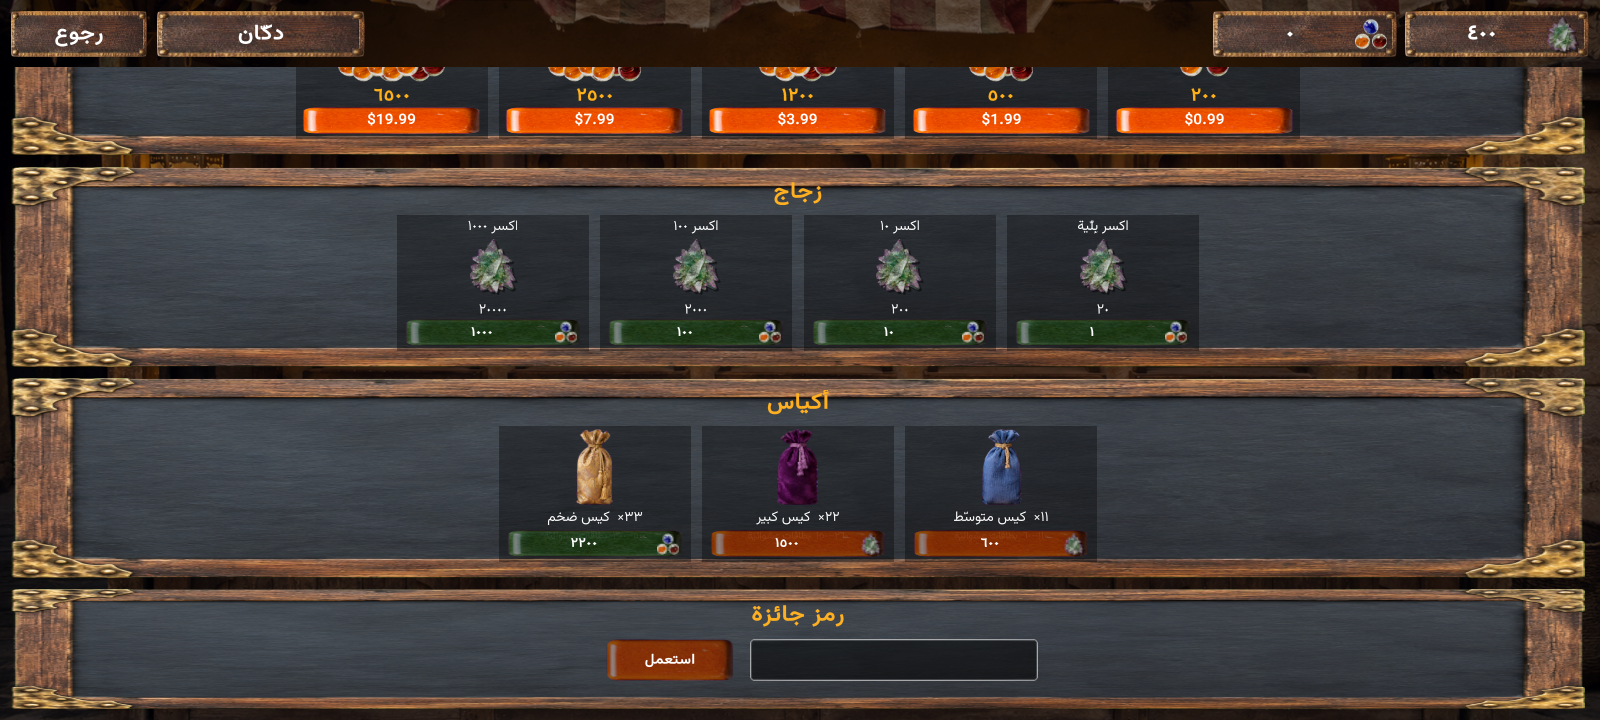 ٤٠٠
٠
دكّان
رجوع
٢٠٠
٥٠٠
١٢٠٠
٢٥٠٠
٦٥٠٠
$0.99
$1.99
$3.99
$7.99
$19.99
زجاج
اكسر بلّية
اكسر ١٠
اكسر ١٠٠
اكسر ١٠٠٠
٢٠
٢٠٠
٢٠٠٠
٢٠٠٠٠
١
١٠
١٠٠
١٠٠٠
أكياس
١١× كيس متوسّط
٢٢× كيس كبير
٣٣× كيس ضخم
٦٠٠
١٥٠٠
٢٢٠٠
رمز جائزة
استعمل